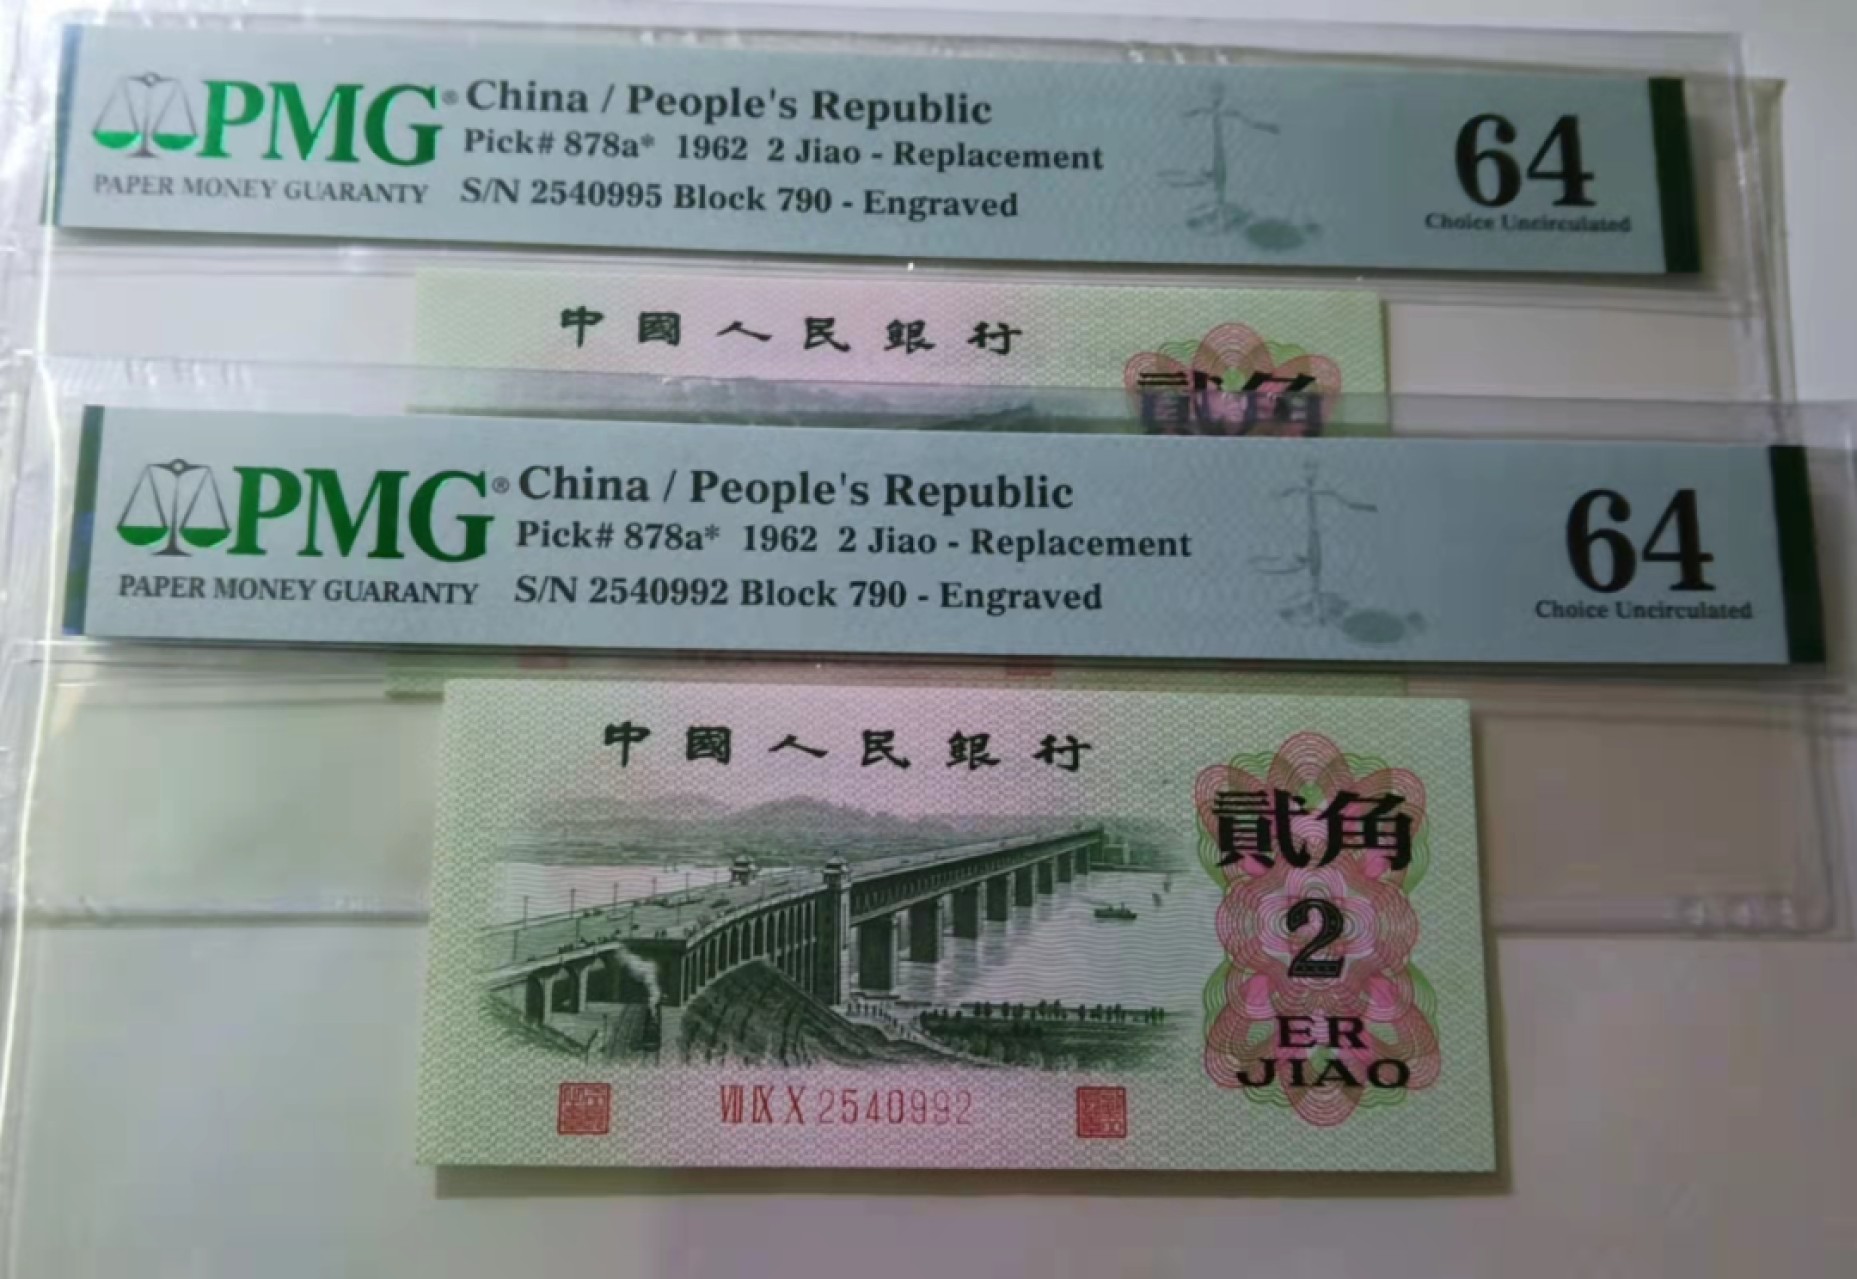 PMG® China / People's Republic
Pick# 878a* 1962 2 Jiao - Replacement
PAPER MONEY GUARANTY S/N 2540995 Block 790 - Engraved
64
Choice Uncirculated
中國人民銀行
貳角
PMG® China / People's Republic
Pick# 878a* 1962 2 Jiao - Replacement
PAPER MONEY GUARANTY S/N 2540992 Block 790 - Engraved
64
Choice Uncirculated
中國人民銀行
貳角
2
ER
JIAO
VII IX X 2540992